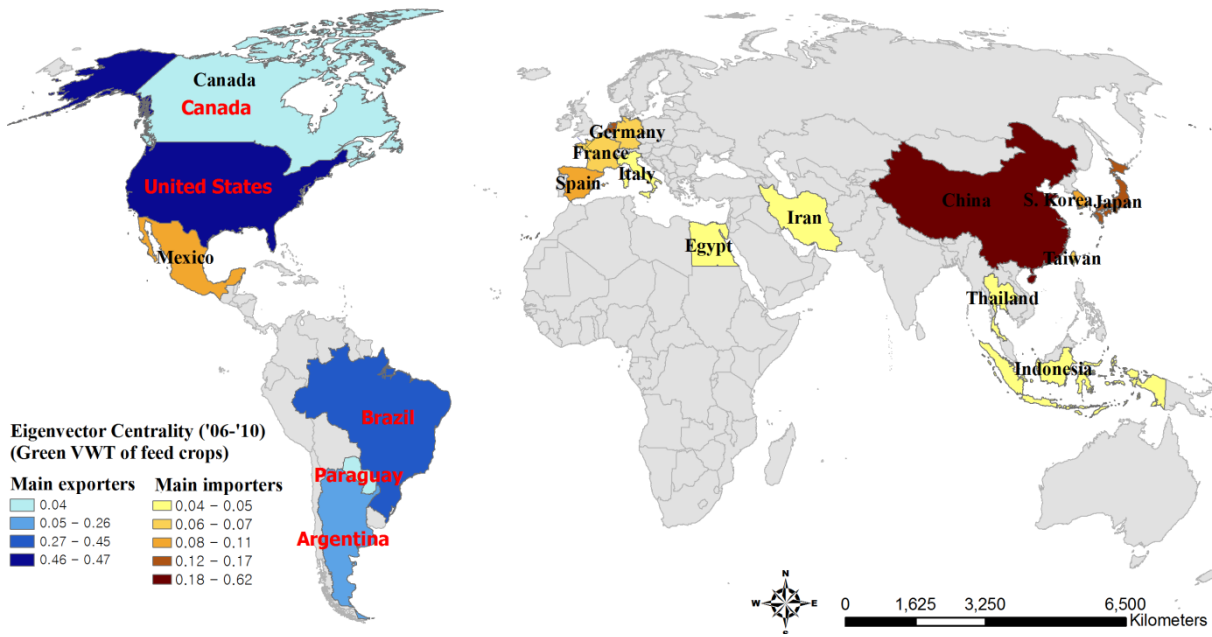 Canada
Canada
United States
Mexico
Brazil
Paraguay
Argentina
Germany
France
Italy
Spain
Egypt
Iran
China
S. Korea
Japan
Taiwan
Thailand
Indonesia
Eigenvector Centrality ('06-'10)
(Green VWT of feed crops)
Main exporters
0.04
0.05 - 0.26
0.27 - 0.45
0.46 - 0.47
Main importers
0.04 - 0.05
0.06 - 0.07
0.08 - 0.11
0.12 - 0.17
0.18 - 0.62
N
W
E
S
0 1,625 3,250 6,500
Kilometers